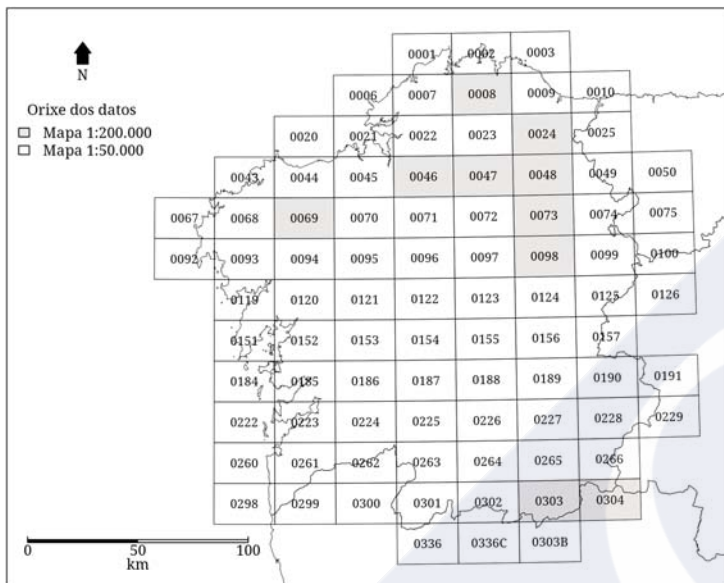 0001 0002 0003
N
0006 0007 0008 0009 0010
Orixe dos datos
Mapa 1:200.000
0020 0021 0022 0023 0024 0025
Mapa 1:50.000
0043 0044 0045 0046 0047 0048 0049 0050
0067 0068 0069 0070 0071 0072 0073 0074 0075
0092 0093 0094 0095 0096 0097 0098 0099 0100
0119 0120 0121 0122 0123 0124 0125 0126
0151 0152 0153 0154 0155 0156 0157
0184 0185 0186 0187 0188 0189 0190 0191
0222 0223 0224 0225 0226 0227 0228 0229
0260 0261 0262 0263 0264 0265 0266
0298 0299 0300 0301 0302 0303 0304
0336 0336C 0303B
0 50 100
km